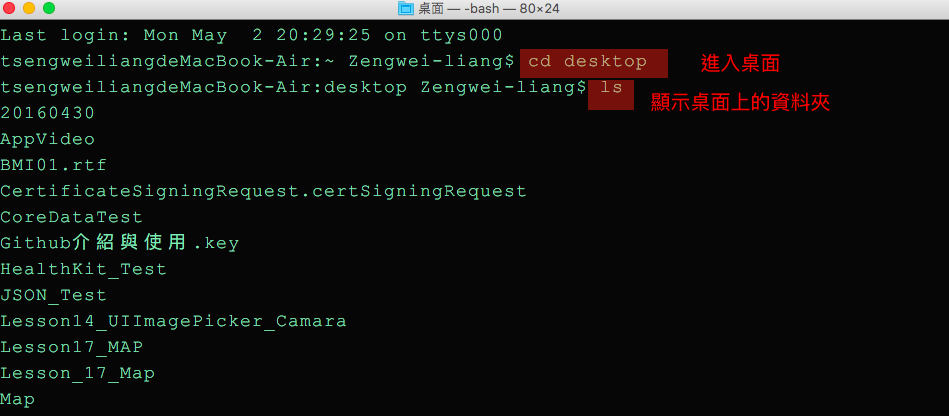 桌面 — -bash — 80×24
Last login: Mon May  2 20:29:25 on ttys000
tsengweiliangdeMacBook-Air:~ Zengwei-liang$ cd desktop 進入桌面
tsengweiliangdeMacBook-Air:desktop Zengwei-liang$ ls 顯示桌面上的資料夾
20160430
AppVideo
BMI01.rtf
CertificateSigningRequest.certSigningRequest
CoreDataTest
Github介紹與使用.key
HealthKit_Test
JSON_Test
Lesson14_UIImagePicker_Camara
Lesson17_MAP
Lesson_17_Map
Map